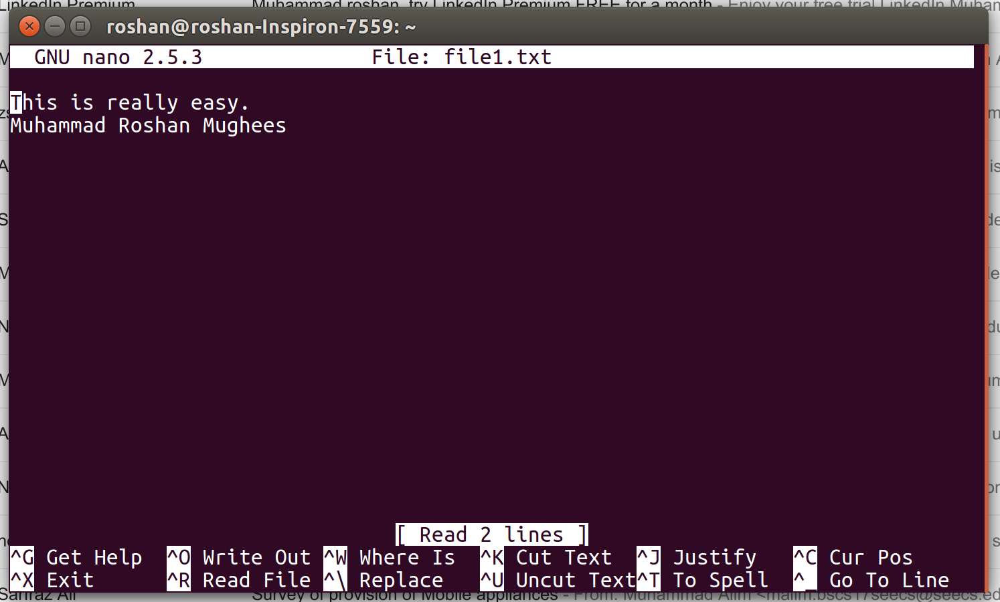 LinkedIn Premium Muhammad roshan, try LinkedIn Premium FREE for a month - Enjoy your free trial LinkedIn Muham
roshan@roshan-Inspiron-7559: ~
GNU nano 2.5.3 File: file1.txt
This is really easy.
Muhammad Roshan Mughees
[ Read 2 lines ]
^G Get Help ^O Write Out ^W Where Is ^K Cut Text ^J Justify ^C Cur Pos
^X Exit ^R Read File ^\ Replace ^U Uncut Text ^T To Spell ^_ Go To Line
Sarfraz Ali Survey of provision of Mobile appliances - From: Muhammad Alim <malim.bscs17seecs@seecs.ed